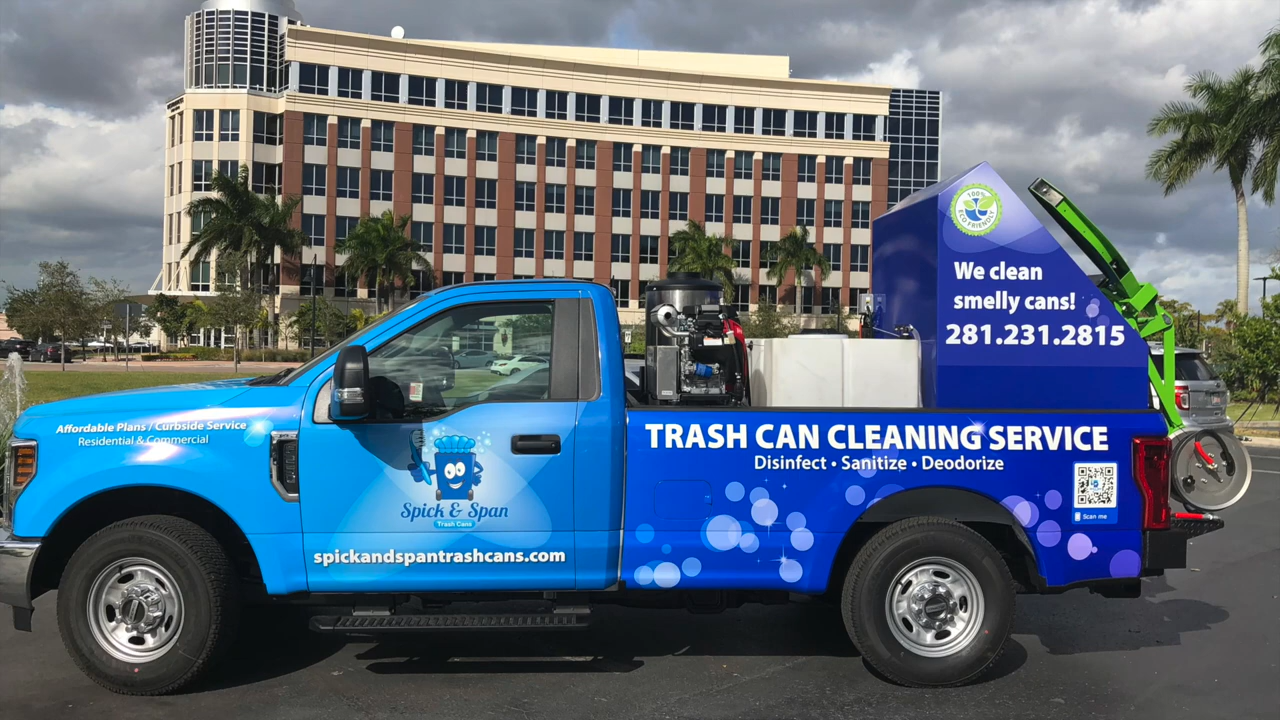 100%
ECO FRIENDLY
We clean
smelly cans!
281.231.2815
Affordable Plans / Curbside Service
Residential & Commercial
Spick & Span
Trash Cans
spickandspantrashcans.com
TRASH CAN CLEANING SERVICE
Disinfect • Sanitize • Deodorize
Scan me